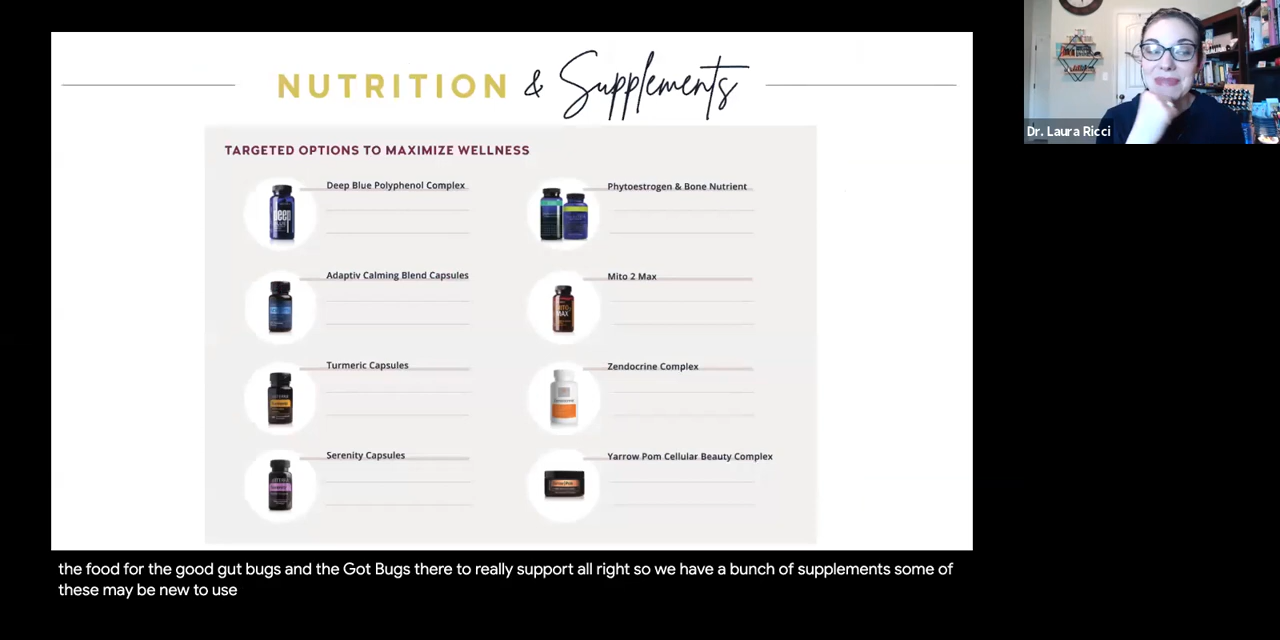 NUTRITION & Supplements
TARGETED OPTIONS TO MAXIMIZE WELLNESS
Deep Blue Polyphenol Complex
Phytoestrogen & Bone Nutrient
Adaptiv Calming Blend Capsules
Mito 2 Max
Turmeric Capsules
Zendocrine Complex
Serenity Capsules
Yarrow Pom Cellular Beauty Complex
Dr. Laura Ricci
the food for the good gut bugs and the Got Bugs there to really support all right so we have a bunch of supplements some of
these may be new to use